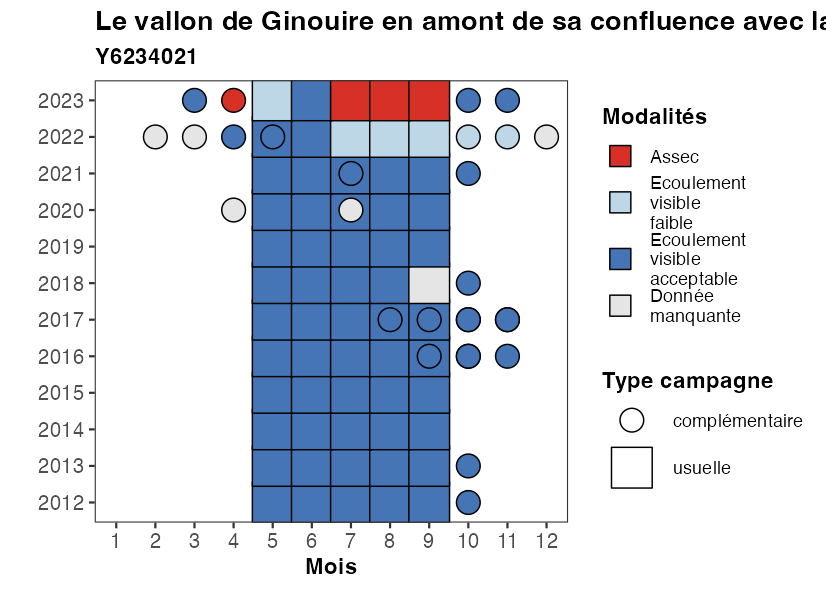 Le vallon de Ginouire en amont de sa confluence avec la
Y6234021
2023
2022
2021
2020
2019
2018
2017
2016
2015
2014
2013
2012
1 2 3 4 5 6 7 8 9 10 11 12
Mois
Modalités
Assec
Ecoulement
visible
faible
Ecoulement
visible
acceptable
Donnée
manquante
Type campagne
complémentaire
usuelle